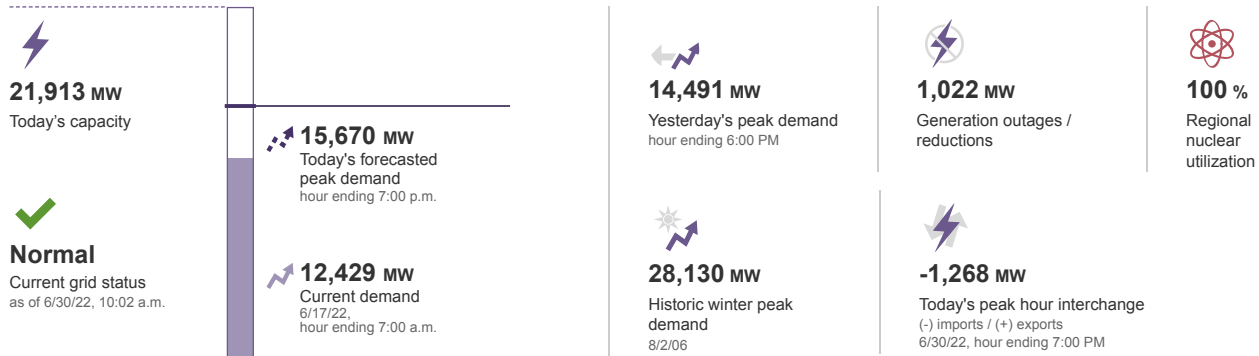 21,913 MW
Today's capacity
Normal
Current grid status
as of 6/30/22, 10:02 a.m.
15,670 MW
Today's forecasted
peak demand
hour ending 7:00 p.m.
12,429 MW
Current demand
6/17/22,
hour ending 7:00 a.m.
14,491 MW
Yesterday's peak demand
hour ending 6:00 PM
1,022 MW
Generation outages /
reductions
100 %
Regional
nuclear
utilization
28,130 MW
Historic winter peak
demand
8/2/06
-1,268 MW
Today's peak hour interchange
(-) imports / (+) exports
6/30/22, hour ending 7:00 PM